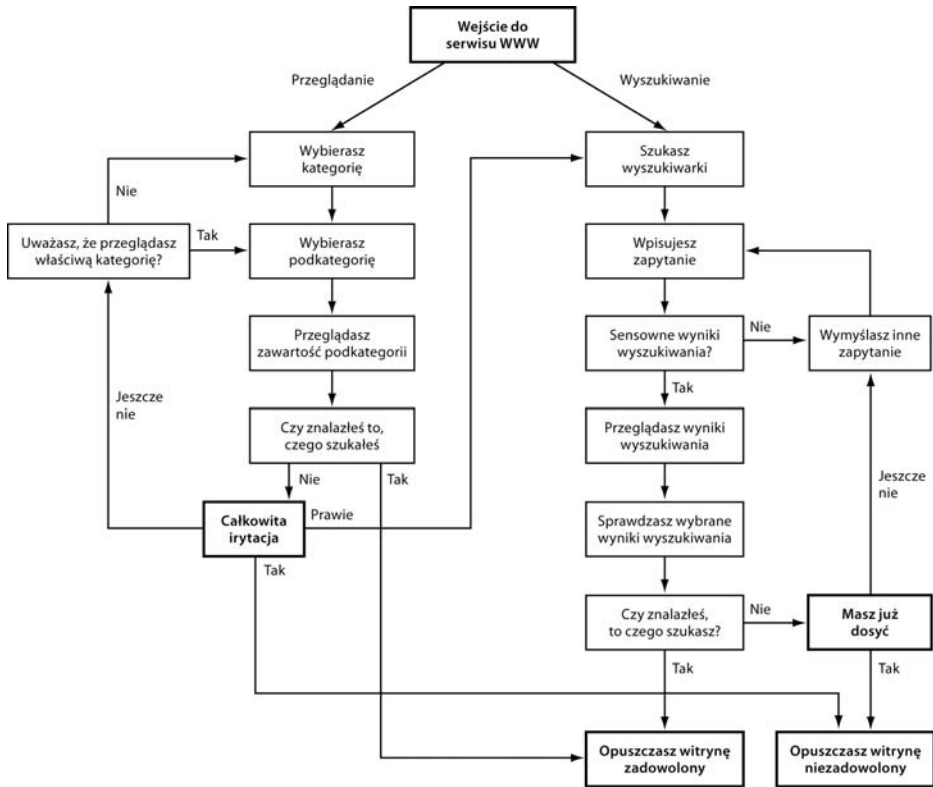 Wejście do
serwisu WWW
Przeglądanie
Wyszukiwanie
Wybierasz
kategorię
Szukasz
wyszukiwarki
Nie
Uważasz, że przeglądasz
właściwą kategorię?
Tak
Wybierasz
podkategorię
Wpisujesz
zapytanie
Przeglądasz
zawartość podkategorii
Sensowne wyniki
wyszukiwania?
Nie
Wymyślasz inne
zapytanie
Jeszcze
nie
Tak
Czy znalazłeś to,
czego szukałeś
Przeglądasz wyniki
wyszukiwania
Nie
Tak
Jeszcze
nie
Całkowita
irytacja
Prawie
Sprawdzasz wybrane
wyniki wyszukiwania
Tak
Czy znalazłeś,
to czego szukasz?
Nie
Masz już
dosyć
Tak
Tak
Opuszczasz witrynę
zadowolony
Opuszczasz witrynę
niezadowolony